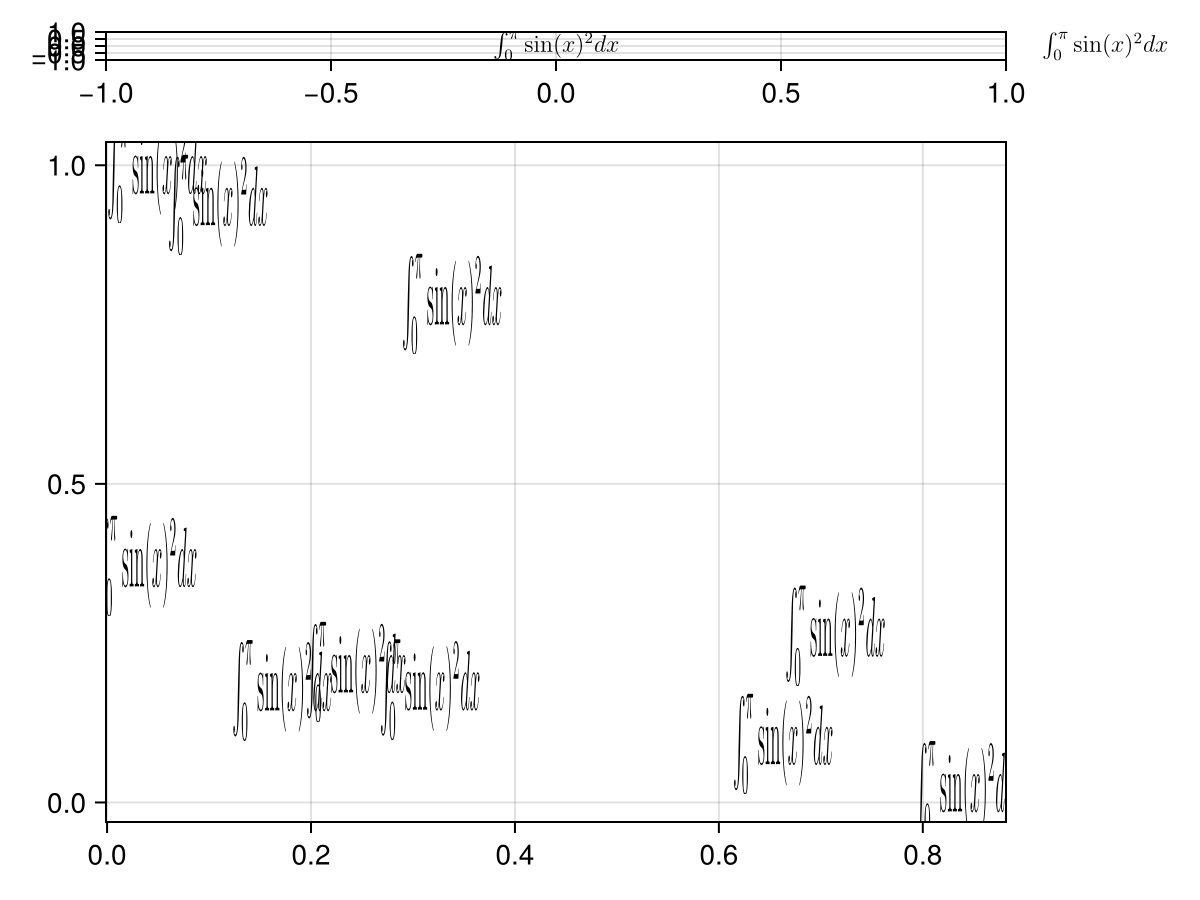 1.0
−1.0
∫₀^π sin(x)²dx
∫₀^π sin(x)²dx
−1.0 −0.5 0.0 0.5 1.0
1.0
∫₀^π sin(x)²dx
∫₀^π sin(x)²dx
∫₀^π sin(x)²dx
0.5
∫₀^π sin(x)²dx
∫₀^π sin(x)²dx
∫₀^π sin(x)²dx
∫₀^π sin(x)²dx
∫₀^π sin(x)²dx
∫₀^π sin(x)²dx
∫₀^π sin(x)²d
0.0
0.0 0.2 0.4 0.6 0.8